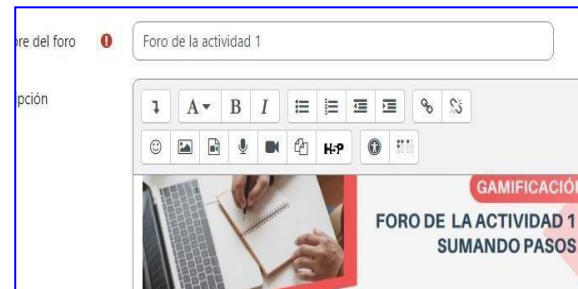 re del foro
Foro de la actividad 1
pción
A B I
H-P
GAMIFICACIÓ
FORO DE LA ACTIVIDAD 1
SUMANDO PASOS